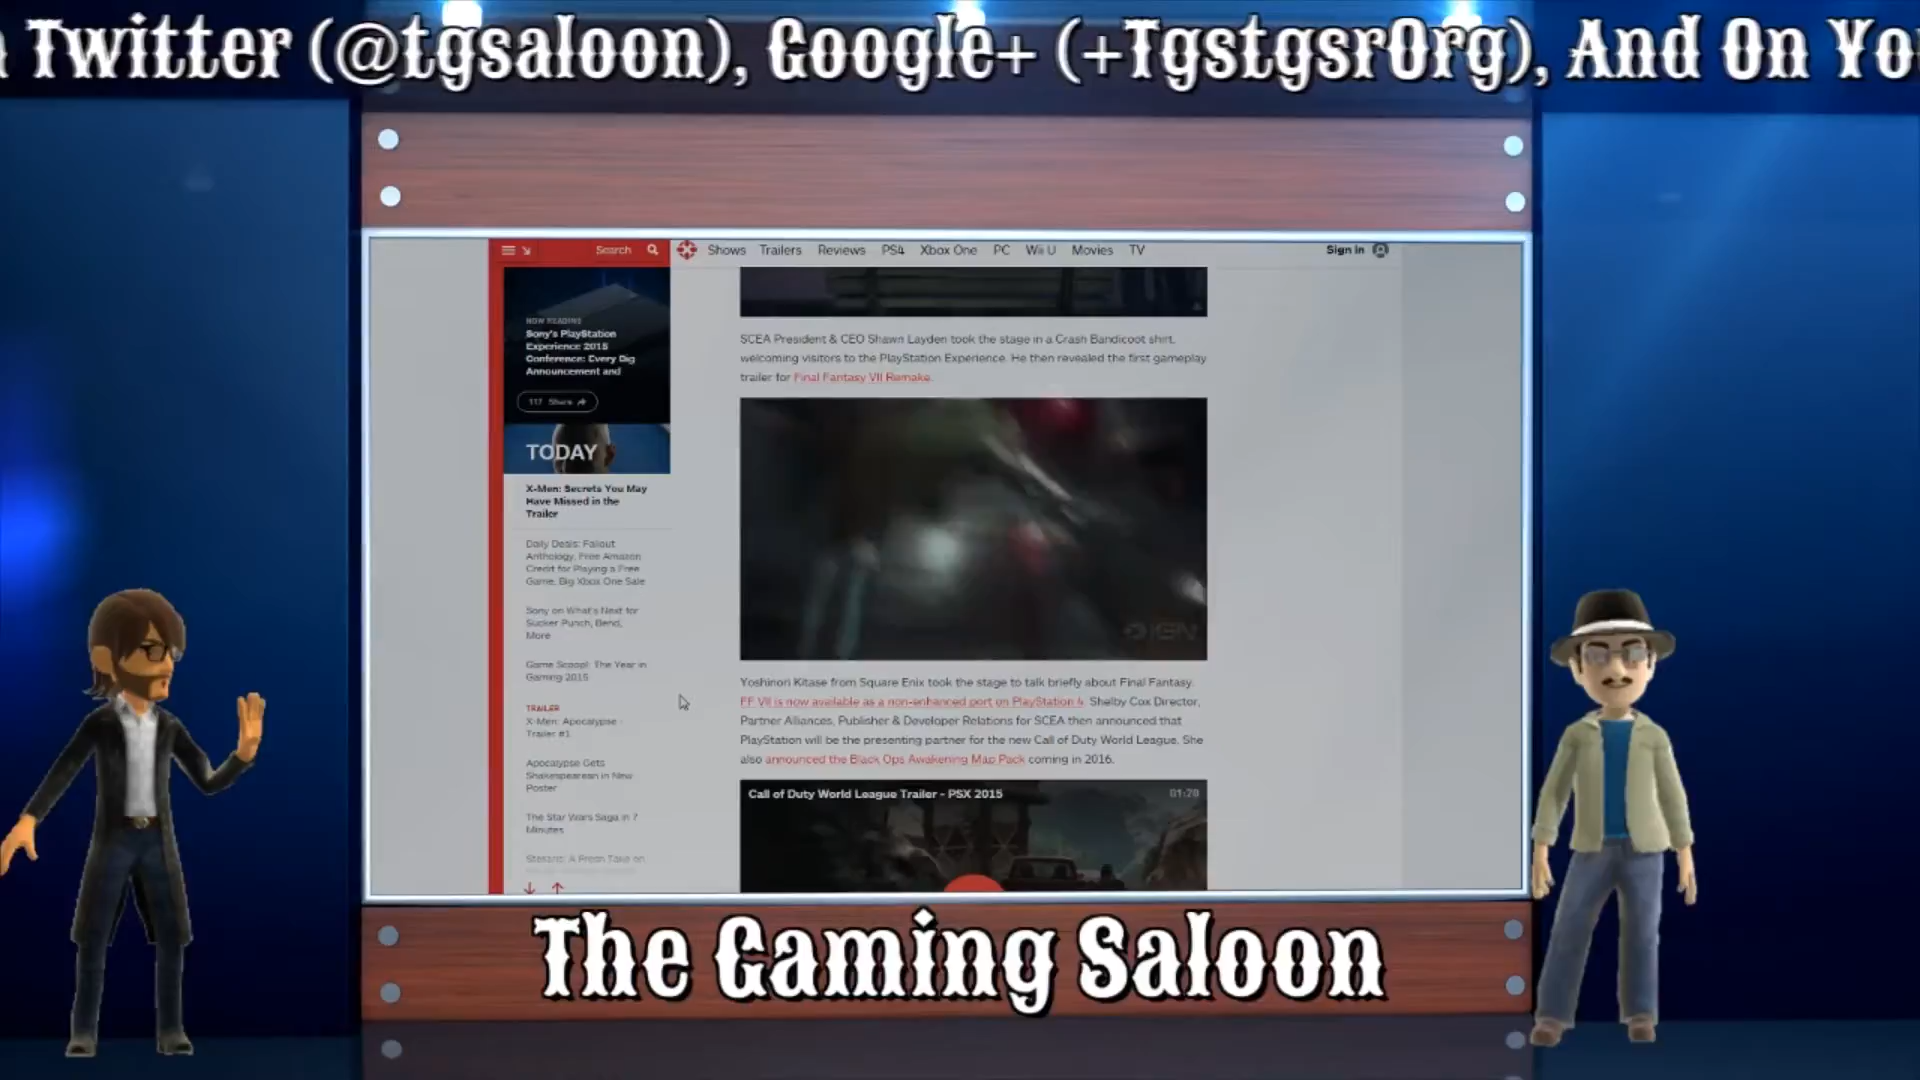 Twitter (@tgsaloon), Google+ (+TgstgsrOrg), And On You
Search
Shows Trailers Reviews PS4 Xbox One PC Wii U Movies TV
Sign In
NOW READING
Sony's PlayStation
Experience 2015
Conference: Every Big
Announcement and
117 Share
TODAY
X-Men: Secrets You May
Have Missed in the
Trailer
Daily Deals: Fallout
Anthology, Free Amazon
Credit for Playing a Free
Game, Big Xbox One Sale
Sony on What's Next for
Sucker Punch, Bend,
More
Game Scoop!: The Year in
Gaming 2015
TRAILER
X-Men: Apocalypse -
Trailer #1
Apocalypse Gets
Shakespearean in New
Poster
The Star Wars Saga in 7
Minutes
SCEA President & CEO Shawn Layden took the stage in a Crash Bandicoot shirt,
welcoming visitors to the PlayStation Experience. He then revealed the first gameplay
trailer for Final Fantasy VII Remake.
IGN
Yoshinori Kitase from Square Enix took the stage to talk briefly about Final Fantasy.
FF VII is now available as a non-enhanced port on PlayStation 4. Shelby Cox Director,
Partner Alliances, Publisher & Developer Relations for SCEA then announced that
PlayStation will be the presenting partner for the new Call of Duty World League. She
also announced the Black Ops Awakening Map Pack coming in 2016.
Call of Duty World League Trailer - PSX 2015
The Gaming Saloon